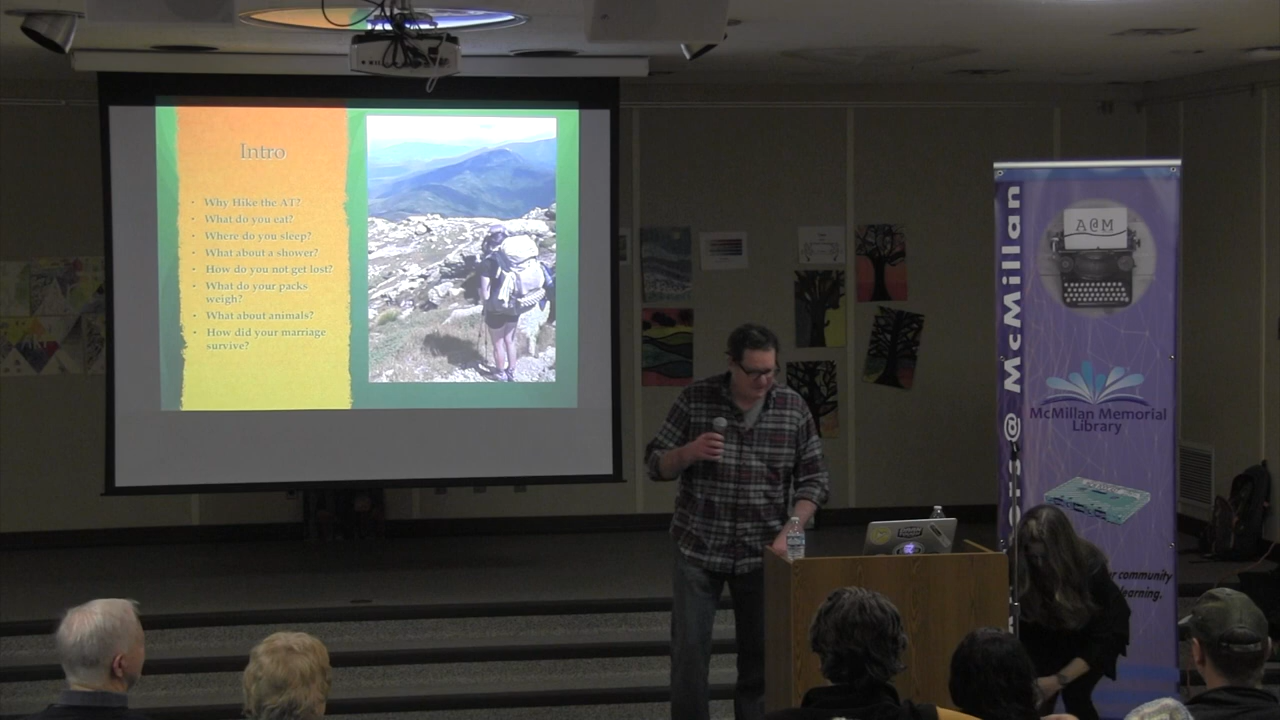 Intro
• Why Hike the AT?
• What do you eat?
• Where do you sleep?
• What about a shower?
• How do you not get lost?
• What do your packs
weigh?
• What about animals?
• How did your marriage
survive?
@ McMillan
A@M
McMillan Memorial
Library
community
learning.